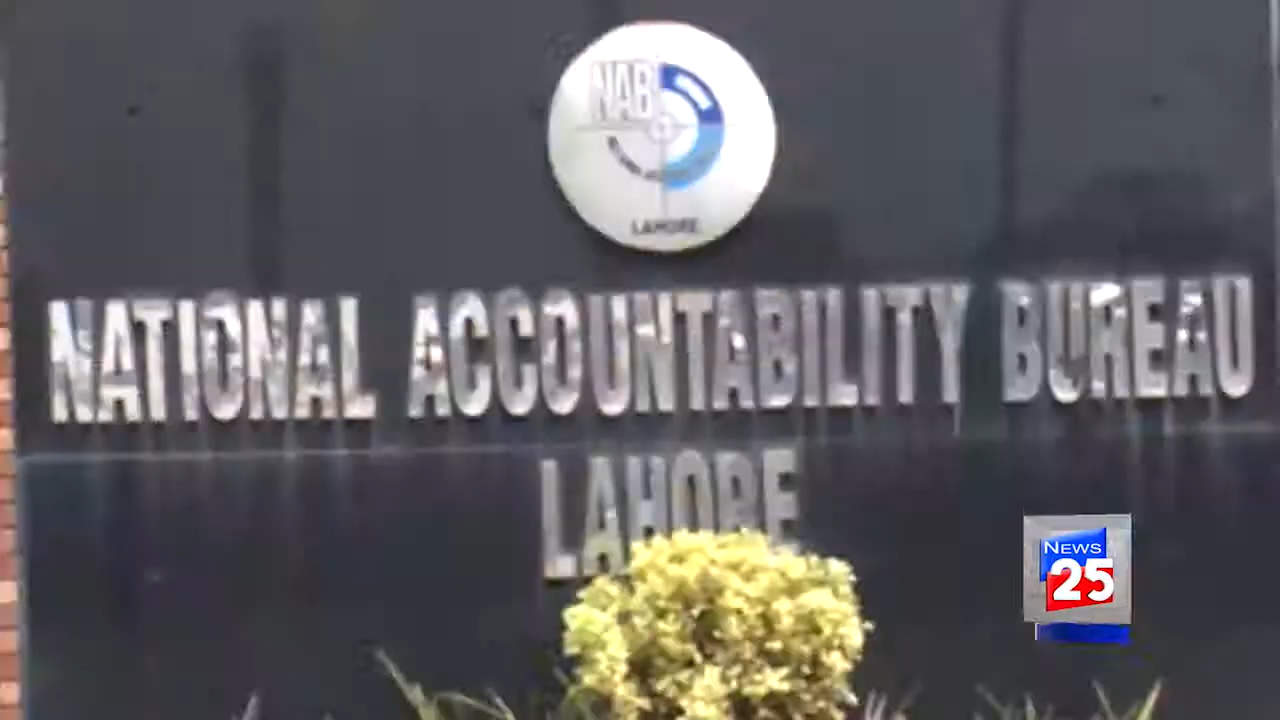 NAB
LAHORE
NATIONAL ACCOUNTABILITY BUREAU
LAHORE
NEWS
25